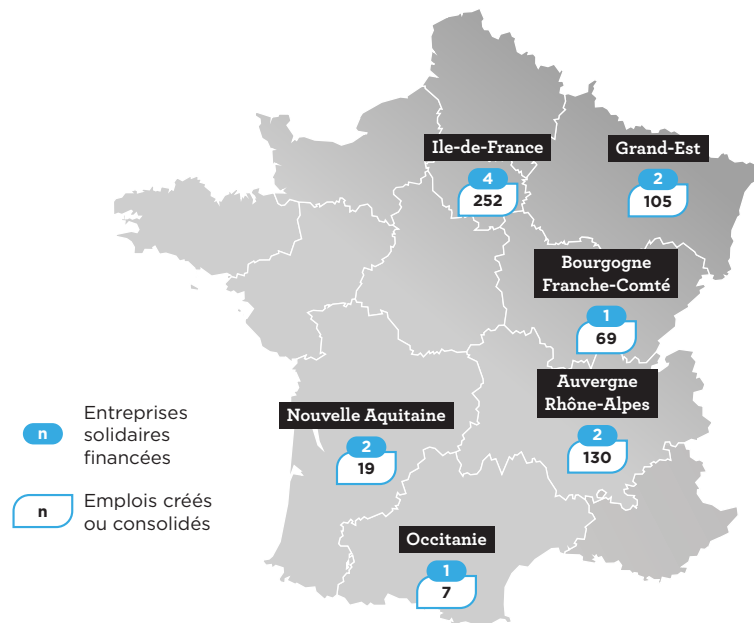 Ile-de-France
4
252
Grand-Est
2
105
Bourgogne
Franche-Comté
1
69
Auvergne
Rhône-Alpes
2
130
Nouvelle Aquitaine
2
19
Occitanie
1
7
n
Entreprises
solidaires
financées
n
Emplois créés
ou consolidés